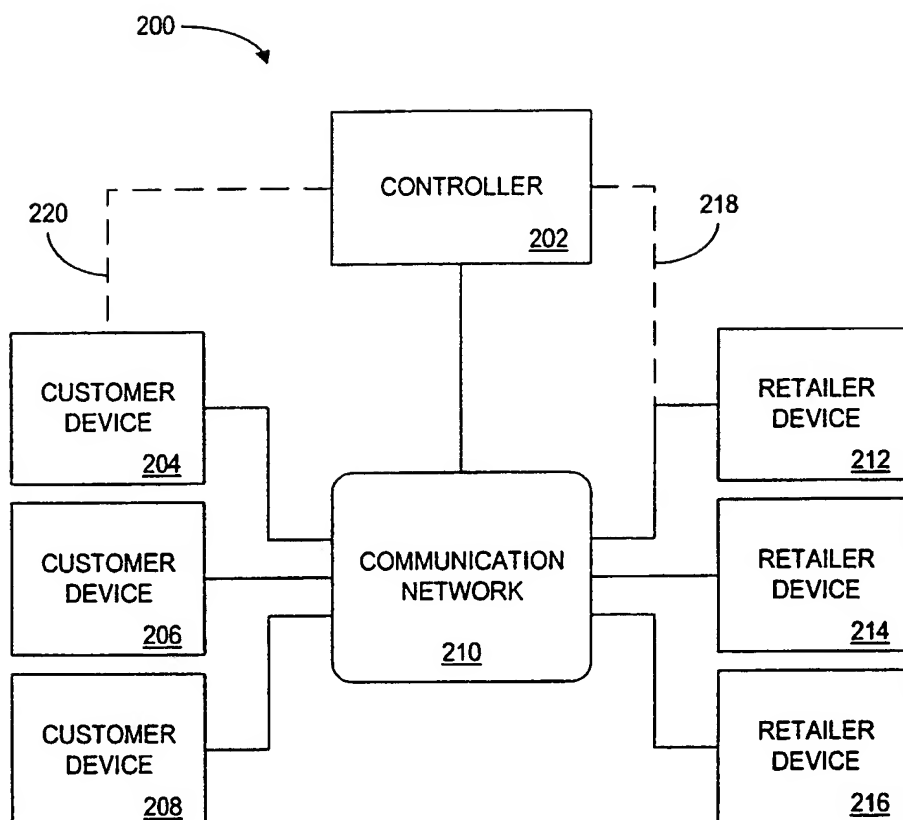 200
CONTROLLER
202
220
218
CUSTOMER
DEVICE
204
RETAILER
DEVICE
212
CUSTOMER
DEVICE
206
COMMUNICATION
NETWORK
210
RETAILER
DEVICE
214
CUSTOMER
DEVICE
208
RETAILER
DEVICE
216